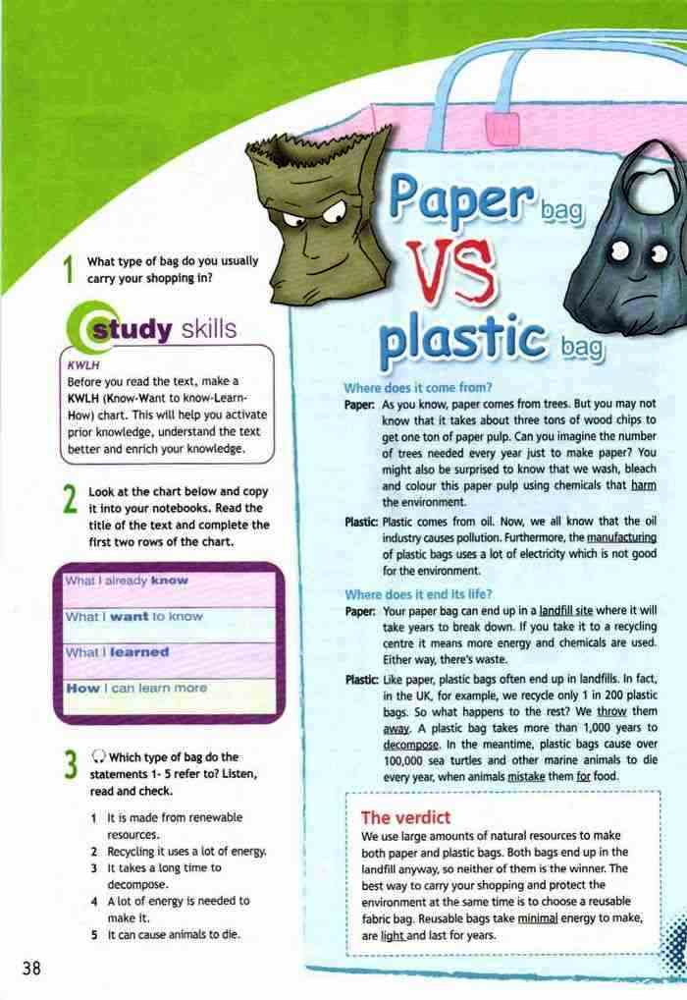 1 What type of bag do you usually
carry your shopping in?
study skills
KWLH
Before you read the text, make a
KWLH (Know-Want to know-Learn-
How) chart. This will help you activate
prior knowledge, understand the text
better and enrich your knowledge.
2 Look at the chart below and copy
it into your notebooks. Read the
title of the text and complete the
first two rows of the chart.
What I already know
What I want to know
What I learned
How I can learn more
3 Which type of bag do the
statements 1- 5 refer to? Listen,
read and check.
1 It is made from renewable
resources.
2 Recycling it uses a lot of energy.
3 It takes a long time to
decompose.
4 A lot of energy is needed to
make it.
5 It can cause animals to die.
38
Paper bag
VS
plastic bag
Where does it come from?
Paper: As you know, paper comes from trees. But you may not
know that it takes about three tons of wood chips to
get one ton of paper pulp. Can you imagine the number
of trees needed every year just to make paper? You
might also be surprised to know that we wash, bleach
and colour this paper pulp using chemicals that harm
the environment.
Plastic: Plastic comes from oil. Now, we all know that the oil
industry causes pollution. Furthermore, the manufacturing
of plastic bags uses a lot of electricity which is not good
for the environment.
Where does it end its life?
Paper: Your paper bag can end up in a landfill site where it will
take years to break down. If you take it to a recycling
centre it means more energy and chemicals are used.
Either way, there's waste.
Plastic: Like paper, plastic bags often end up in landfills. In fact,
in the UK, for example, we recycle only 1 in 200 plastic
bags. So what happens to the rest? We throw them
away. A plastic bag takes more than 1,000 years to
decompose. In the meantime, plastic bags cause over
100,000 sea turtles and other marine animals to die
every year, when animals mistake them for food.
The verdict
We use large amounts of natural resources to make
both paper and plastic bags. Both bags end up in the
landfill anyway, so neither of them is the winner. The
best way to carry your shopping and protect the
environment at the same time is to choose a reusable
fabric bag. Reusable bags take minimal energy to make,
are light and last for years.